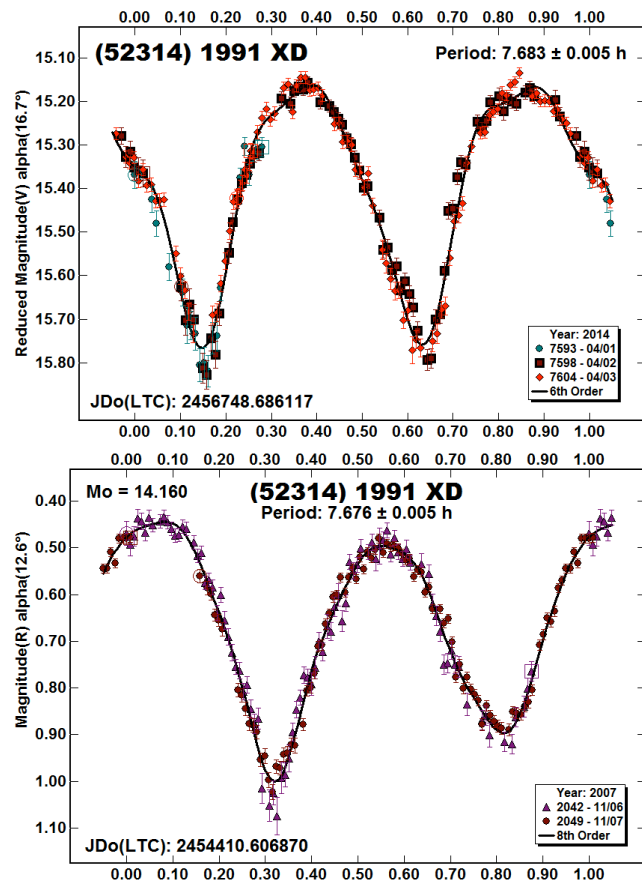 0.00 0.10 0.20 0.30 0.40 0.50 0.60 0.70 0.80 0.90 1.00
(52314) 1991 XD
Period: 7.683 ± 0.005 h
Reduced Magnitude(V) alpha(16.7°)
15.10
15.20
15.30
15.40
15.50
15.60
15.70
15.80
Year: 2014
7593 - 04/01
7598 - 04/02
7604 - 04/03
6th Order
JDo(LTC): 2456748.686117
0.00 0.10 0.20 0.30 0.40 0.50 0.60 0.70 0.80 0.90 1.00
0.00 0.10 0.20 0.30 0.40 0.50 0.60 0.70 0.80 0.90 1.00
Mo = 14.160
(52314) 1991 XD
Period: 7.676 ± 0.005 h
Magnitude(R) alpha(12.6°)
0.40
0.50
0.60
0.70
0.80
0.90
1.00
1.10
Year: 2007
2042 - 11/06
2049 - 11/07
8th Order
JDo(LTC): 2454410.606870
0.00 0.10 0.20 0.30 0.40 0.50 0.60 0.70 0.80 0.90 1.00